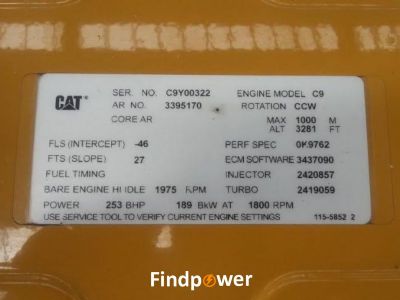 SER. NO. C9Y00322 ENGINE MODEL C9
CAT AR NO. 3395170 ROTATION CCW
CORE AR MAX 1000 M
ALT 3281 FT
FLS (INTERCEPT) -46 PERF SPEC 0K9762
FTS (SLOPE) 27 ECM SOFTWARE 3437090
FUEL TIMING INJECTOR 2420857
BARE ENGINE HI IDLE 1975 RPM TURBO 2419059
POWER 253 BHP 189 BkW AT 1800 RPM
USE SERVICE TOOL TO VERIFY CURRENT ENGINE SETTINGS 115-5852 2
Findpower